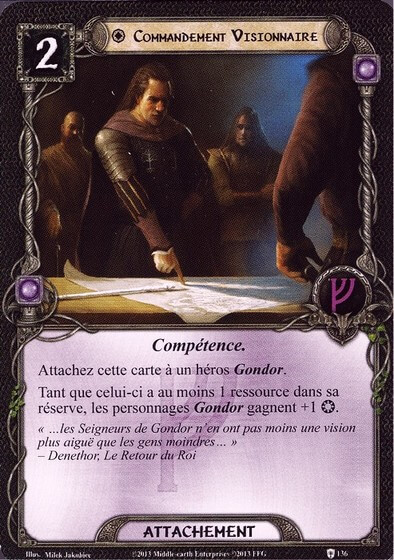 2
COMMANDEMENT VISIONNAIRE
Compétence.
Attachez cette carte à un héros Gondor.
Tant que celui-ci a au moins 1 ressource dans sa
réserve, les personnages Gondor gagnent +1
« ...les Seigneurs de Gondor n'en ont pas moins une vision
plus aiguë que les gens moindres... »
– Denethor, Le Retour du Roi
ATTACHEMENT
Illus. Milek Jakubiec ©2013 Middle-earth Enterprises ©2013 FFG 136